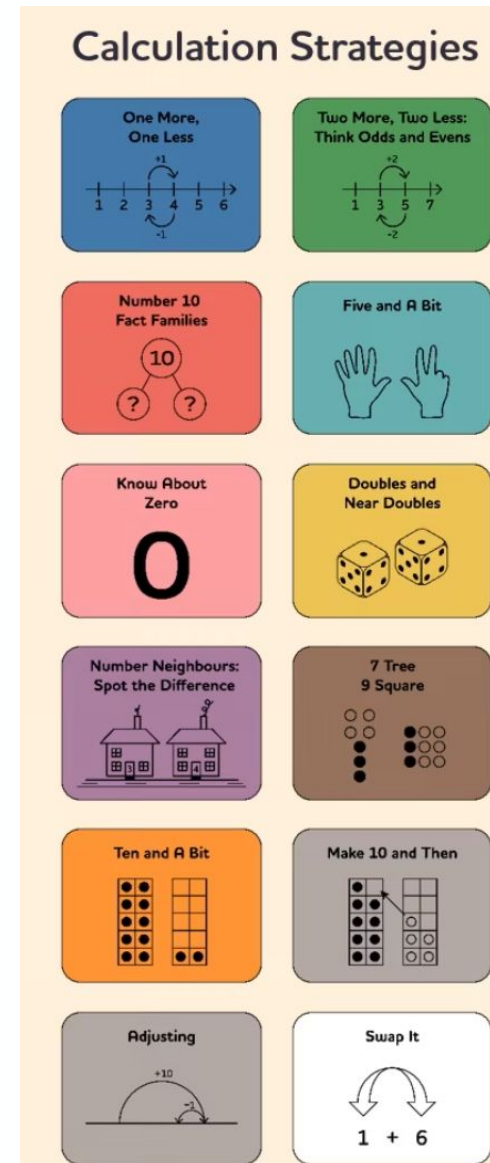 Calculation Strategies
One More,
One Less
+1
1 2 3 4 5 6
-1
Two More, Two Less:
Think Odds and Evens
+2
1 3 5 7
-2
Number 10
Fact Families
10
? ?
Five and A Bit
Know About
Zero
0
Doubles and
Near Doubles
Number Neighbours:
Spot the Difference
3 4
7 Tree
9 Square
Ten and A Bit
Make 10 and Then
Adjusting
+10
-1
Swap It
1 + 6